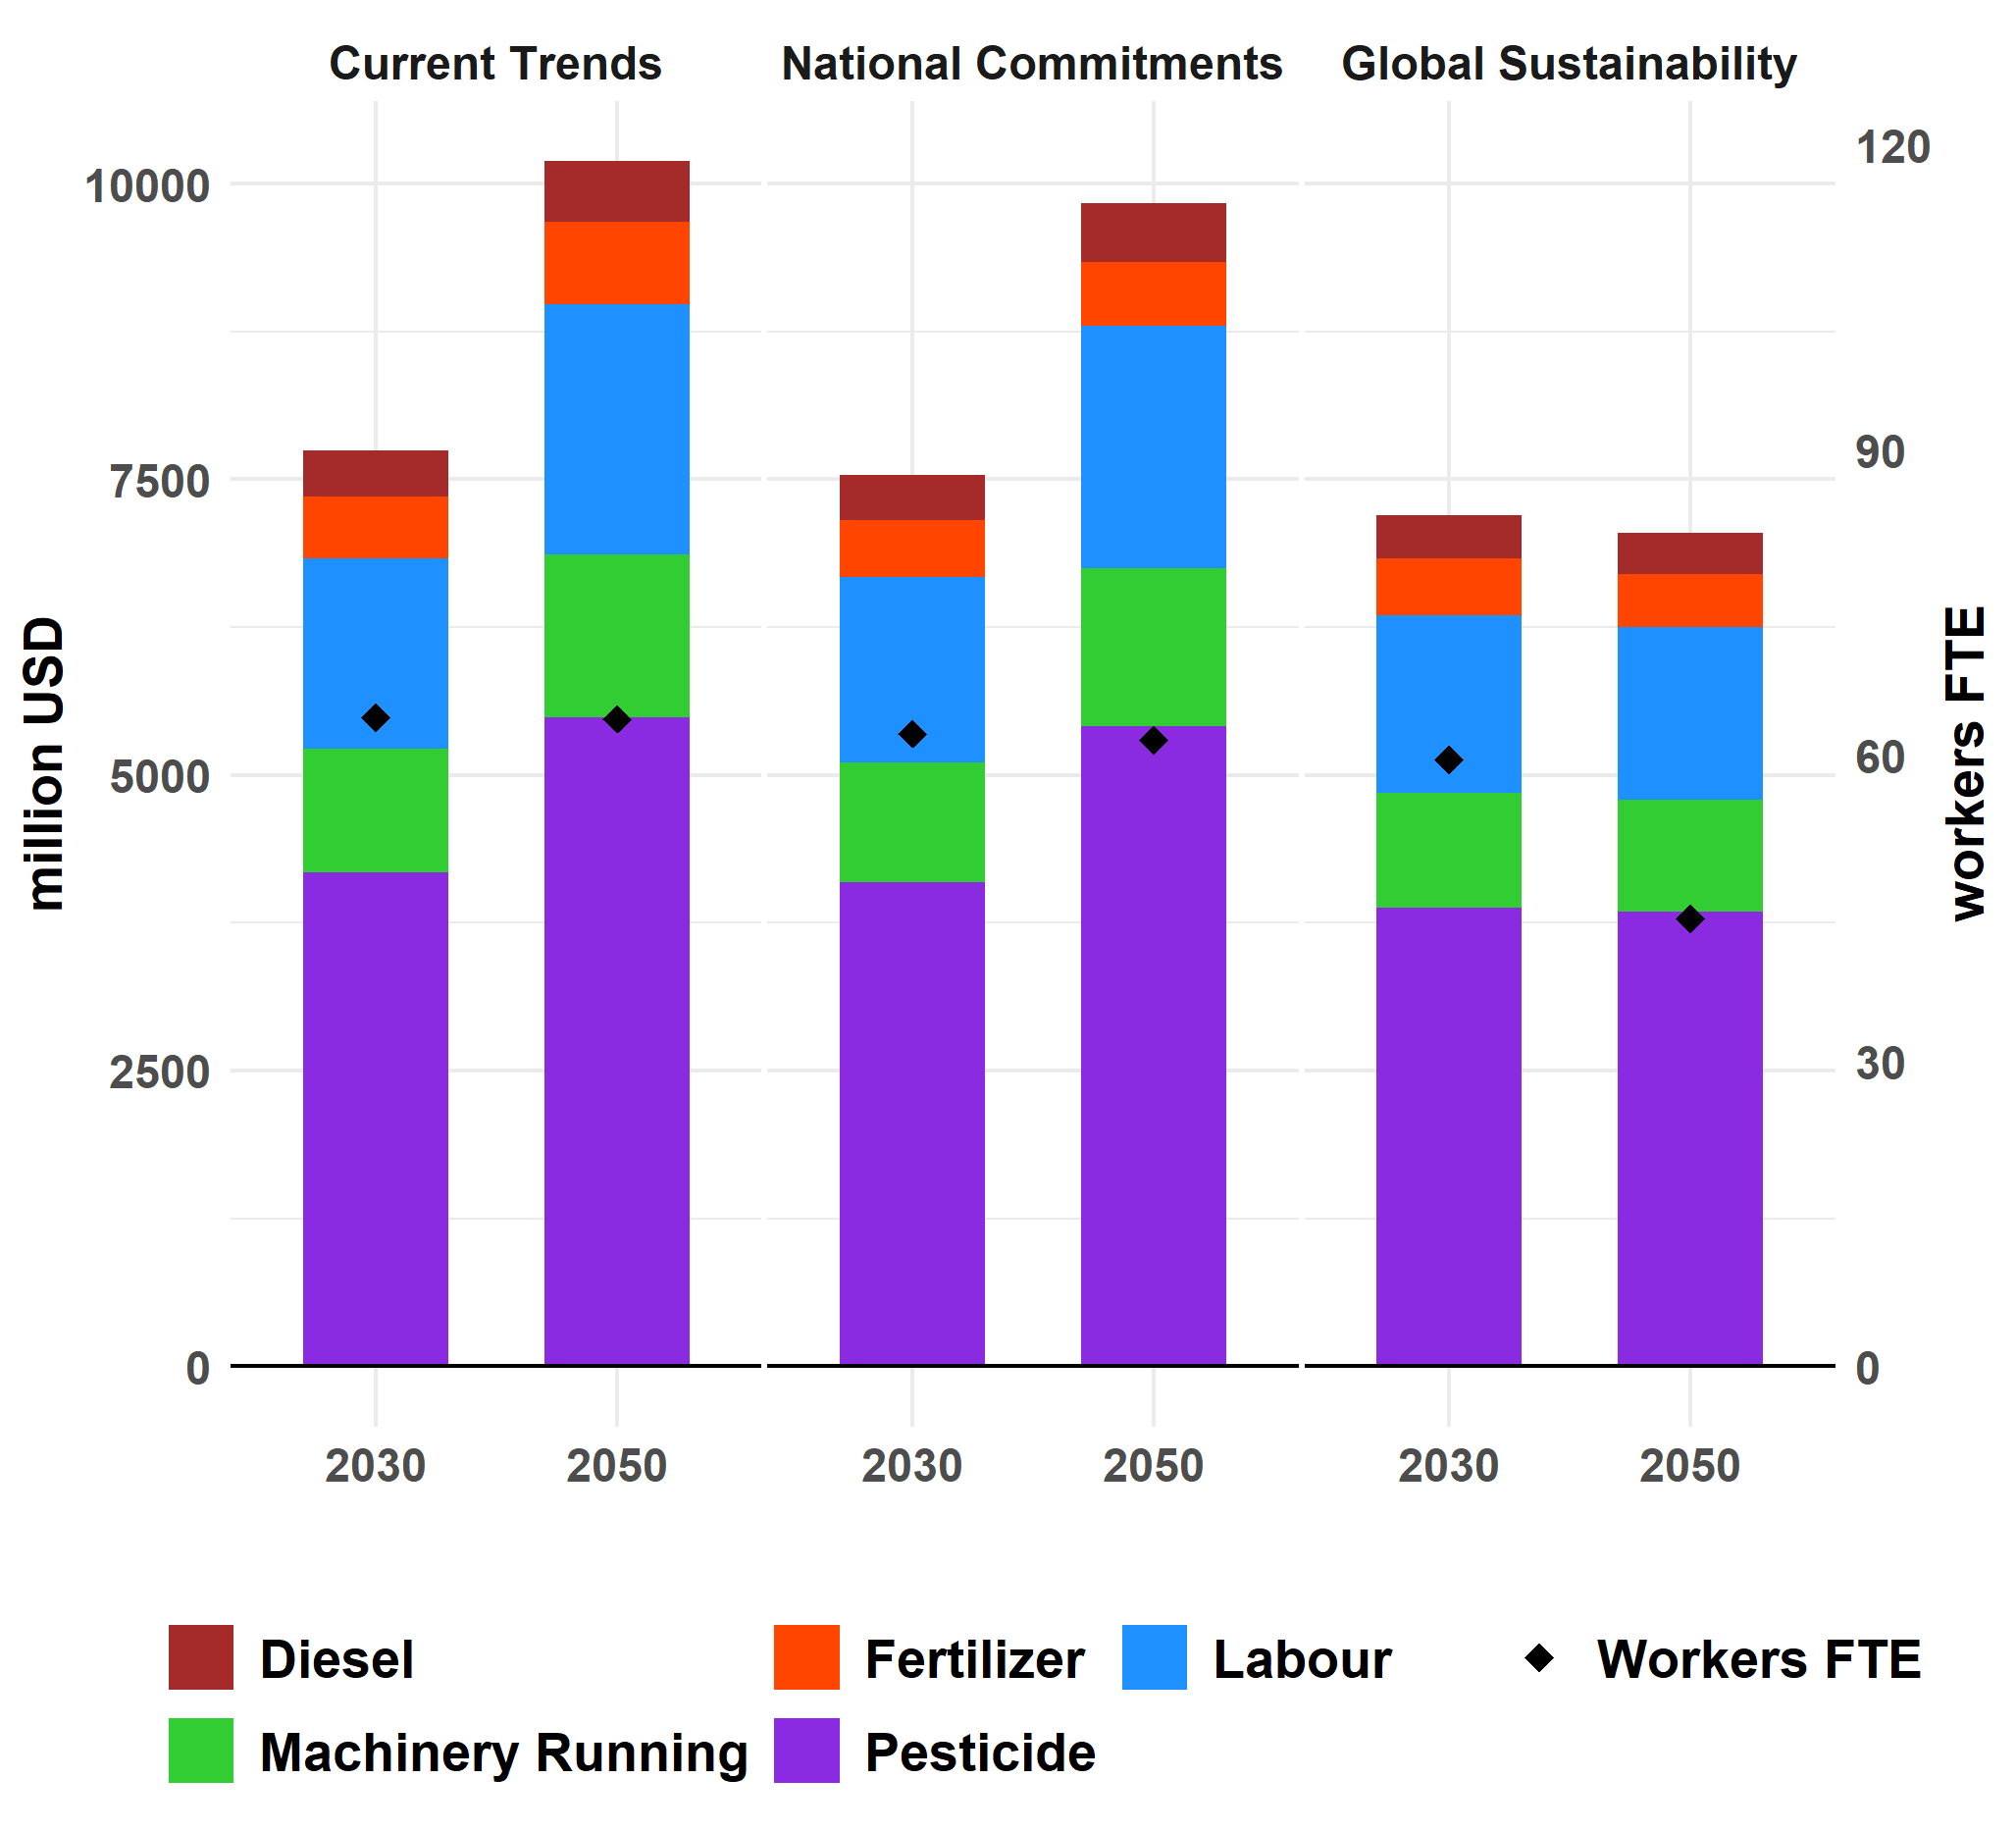 Current Trends
National Commitments
Global Sustainability
10000
7500
5000
2500
0
million USD
120
90
60
30
0
workers FTE
2030
2050
2030
2050
2030
2050
Diesel
Fertilizer
Labour
Workers FTE
Machinery Running
Pesticide